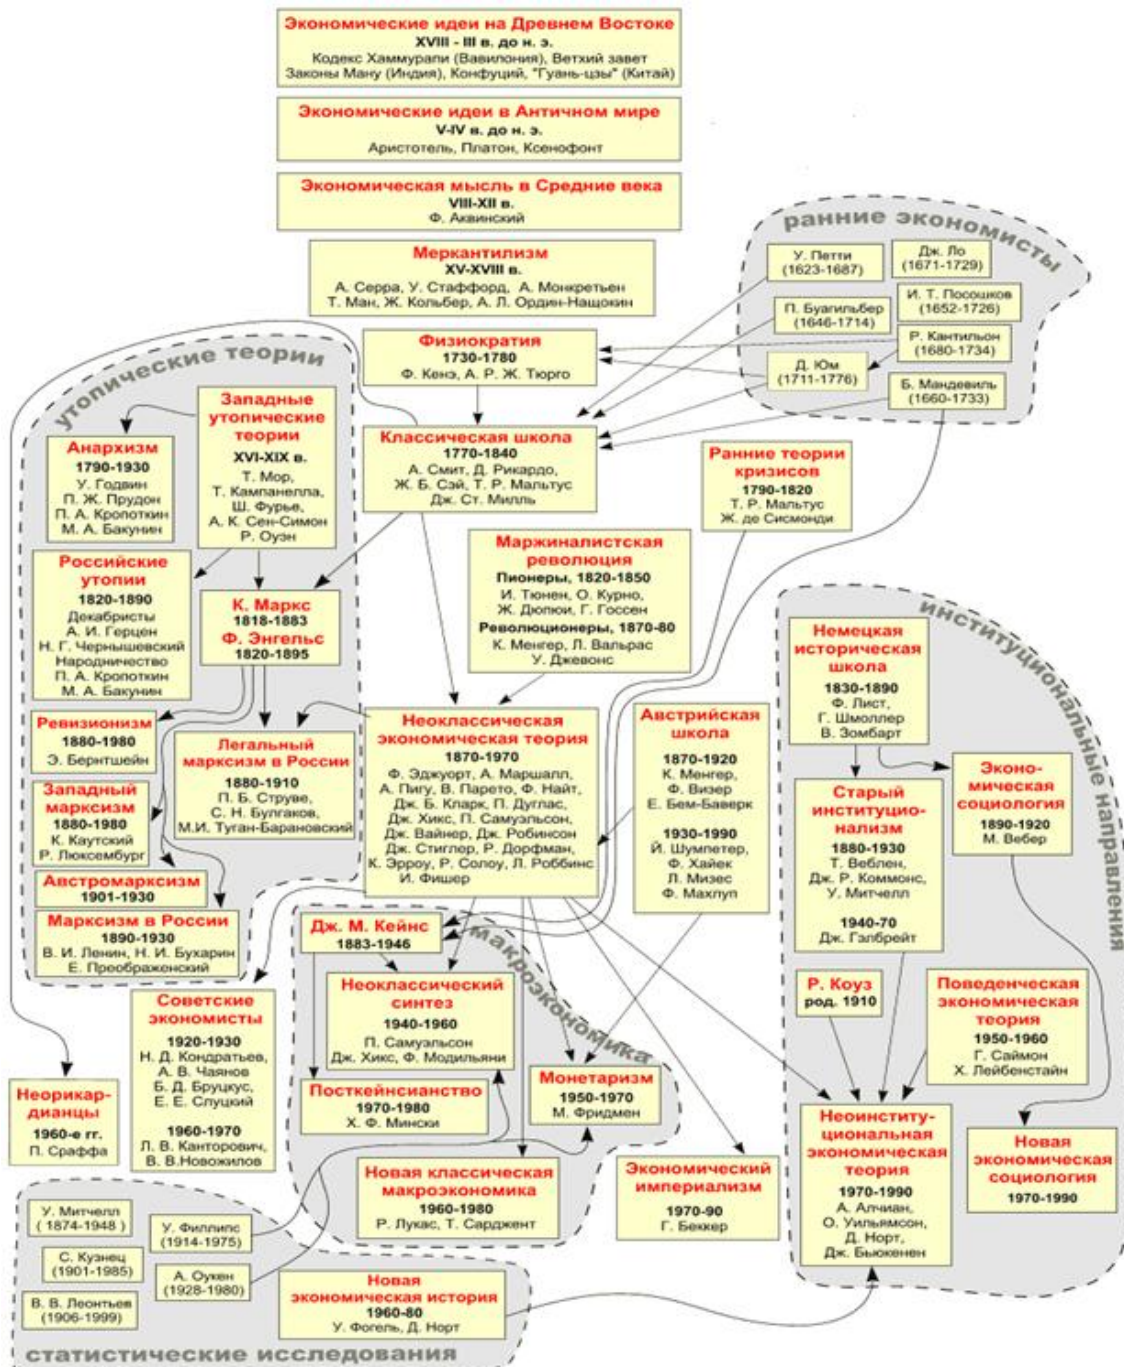 Экономические идеи на Древнем Востоке
XVIII - III в. до н. э.
Кодекс Хаммурапи (Вавилония), Ветхий завет
Законы Ману (Индия), Конфуций, "Гуань-цзы" (Китай)
Экономические идеи в Античном мире
V-IV в. до н. э.
Аристотель, Платон, Ксенофонт
Экономическая мысль в Средние века
VIII-XII в.
Ф. Аквинский
Меркантилизм
XV-XVIII в.
А. Серра, У. Стаффорд, А. Монкретьен
Т. Ман, Ж. Кольбер, А. Л. Ордин-Нащокин
ранние экономисты
У. Петти
(1623-1687)
Дж. Ло
(1671-1729)
П. Буагильбер
(1646-1714)
И. Т. Посошков
(1652-1726)
Р. Кантильон
(1680-1734)
Д. Юм
(1711-1776)
Б. Мандевиль
(1660-1733)
Физиократия
1730-1780
Ф. Кенэ, А. Р. Ж. Тюрго
утопические теории
Западные
утопические
теории
XVI-XIX в.
Т. Мор,
Т. Кампанелла,
Ш. Фурье,
А. К. Сен-Симон
Р. Оуэн
Анархизм
1790-1930
У. Годвин
П. Ж. Прудон
П. А. Кропоткин
М. А. Бакунин
Классическая школа
1770-1840
А. Смит, Д. Рикардо,
Ж. Б. Сэй, Т. Р. Мальтус
Дж. Ст. Милль
Ранние теории
кризисов
1790-1820
Т. Р. Мальтус
Ж. де Сисмонди
Российские
утопии
1820-1890
Декабристы
А. И. Герцен
Н. Г. Чернышевский
Народничество
П. А. Кропоткин
М. А. Бакунин
К. Маркс
1818-1883
Ф. Энгельс
1820-1895
Маржиналистская
революция
Пионеры, 1820-1850
И. Тюнен, О. Курно,
Ж. Дюпюи, Г. Госсен
Революционеры, 1870-80
К. Менгер, Л. Вальрас
У. Джевонс
институциональные направления
Немецкая
историческая
школа
1830-1890
Ф. Лист,
Г. Шмоллер
В. Зомбарт
Ревизионизм
1880-1980
Э. Бернтшейн
Легальный
марксизм в России
1880-1910
П. Б. Струве,
С. Н. Булгаков,
М.И. Туган-Барановский
Неоклассическая
экономическая теория
1870-1970
Ф. Эджуорт, А. Маршалл,
А. Пигу, В. Парето, Ф. Найт,
Дж. Б. Кларк, П. Дуглас,
Дж. Хикс, П. Самуэльсон,
Дж. Вайнер, Дж. Робинсон
Дж. Стиглер, Р. Дорфман,
К. Эрроу, Р. Солоу, Л. Роббинс
И. Фишер
Австрийская
школа
1870-1920
К. Менгер,
Ф. Визер
Е. Бем-Баверк
1930-1990
Й. Шумпетер,
Ф. Хайек
Л. Мизес
Ф. Махлуп
Старый
институцио-
нализм
1880-1930
Т. Веблен,
Дж. Р. Коммонс,
У. Митчелл
1940-70
Дж. Гэлбрейт
Эконо-
мическая
социология
1890-1920
М. Вебер
Западный
марксизм
1880-1980
К. Каутский
Р. Люксембург
Австромарксизм
1901-1930
Марксизм в России
1890-1930
В. И. Ленин, Н. И. Бухарин
Е. Преображенский
макроэкономика
Дж. М. Кейнс
1883-1946
Неоклассический
синтез
1940-1960
П. Самуэльсон
Дж. Хикс, Ф. Модильяни
Р. Коуз
род. 1910
Поведенческая
экономическая
теория
1950-1960
Г. Саймон
Х. Лейбенстайн
Советские
экономисты
1920-1930
Н. Д. Кондратьев,
А. В. Чаянов
Б. Д. Бруцкус,
Е. Е. Слуцкий
1960-1970
Л. В. Канторович,
В. В.Новожилов
Неорикар-
дианцы
1960-е гг.
П. Сраффа
Посткейнсианство
1970-1980
Х. Ф. Мински
Монетаризм
1950-1970
М. Фридмен
Новая классическая
макроэкономика
1960-1980
Р. Лукас, Т. Сарджент
Экономический
империализм
1970-90
Г. Беккер
Неоинститу-
циональная
экономическая
теория
1970-1990
А. Алчиан,
О. Уильямсон,
Д. Норт,
Дж. Бьюкенен
Новая
экономическая
социология
1970-1990
У. Митчелл
( 1874-1948 )
У. Филлипс
(1914-1975)
С. Кузнец
(1901-1985)
А. Оукен
(1928-1980)
В. В. Леонтьев
(1906-1999)
Новая
экономическая история
1960-80
У. Фогель, Д. Норт
статистические исследования